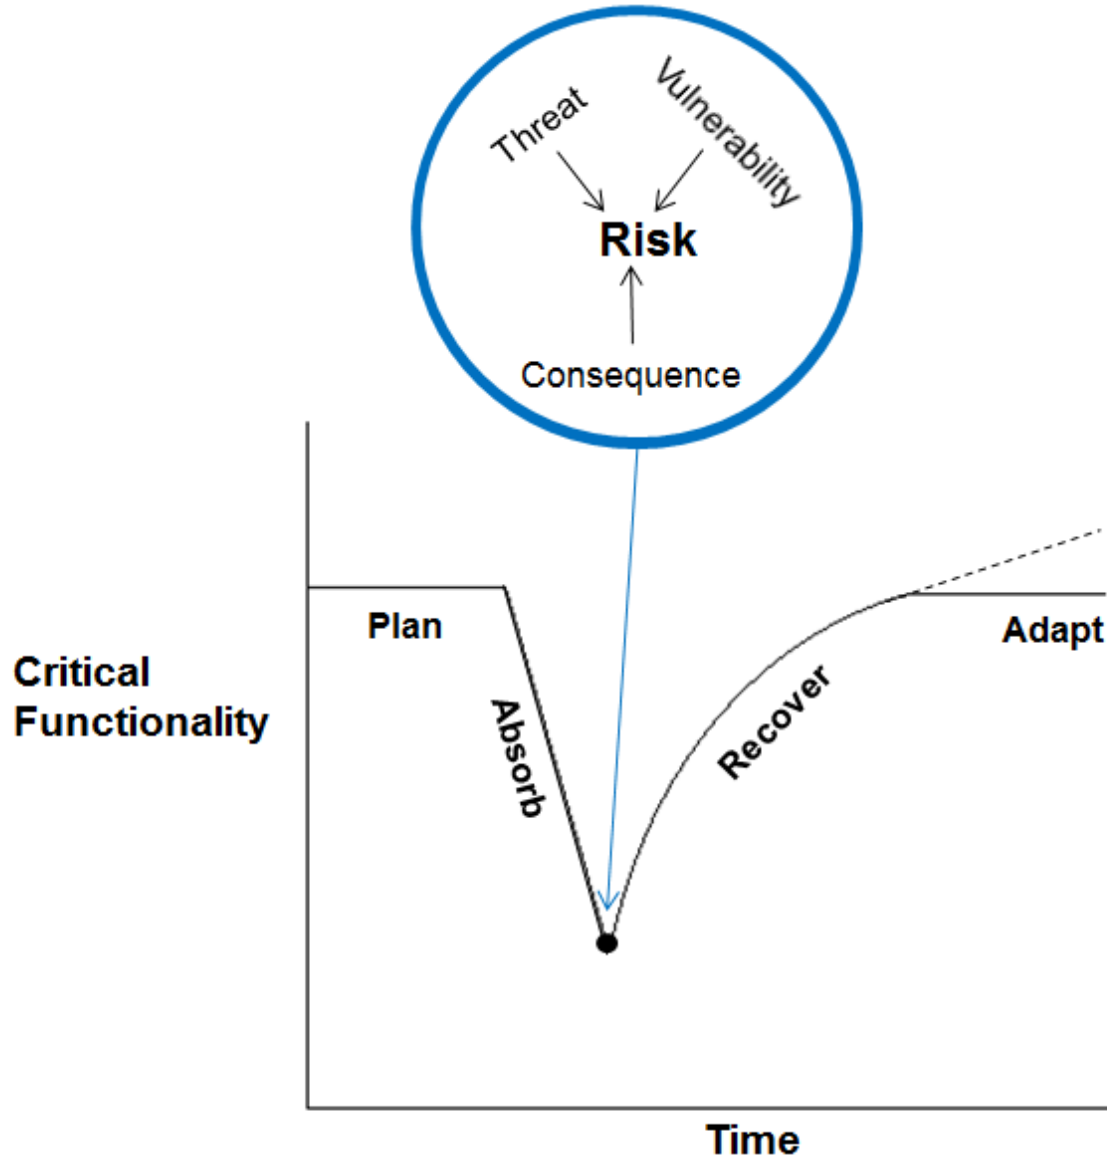 Threat
Vulnerability
Risk
Consequence
Plan
Adapt
Critical
Functionality
Absorb
Recover
Time